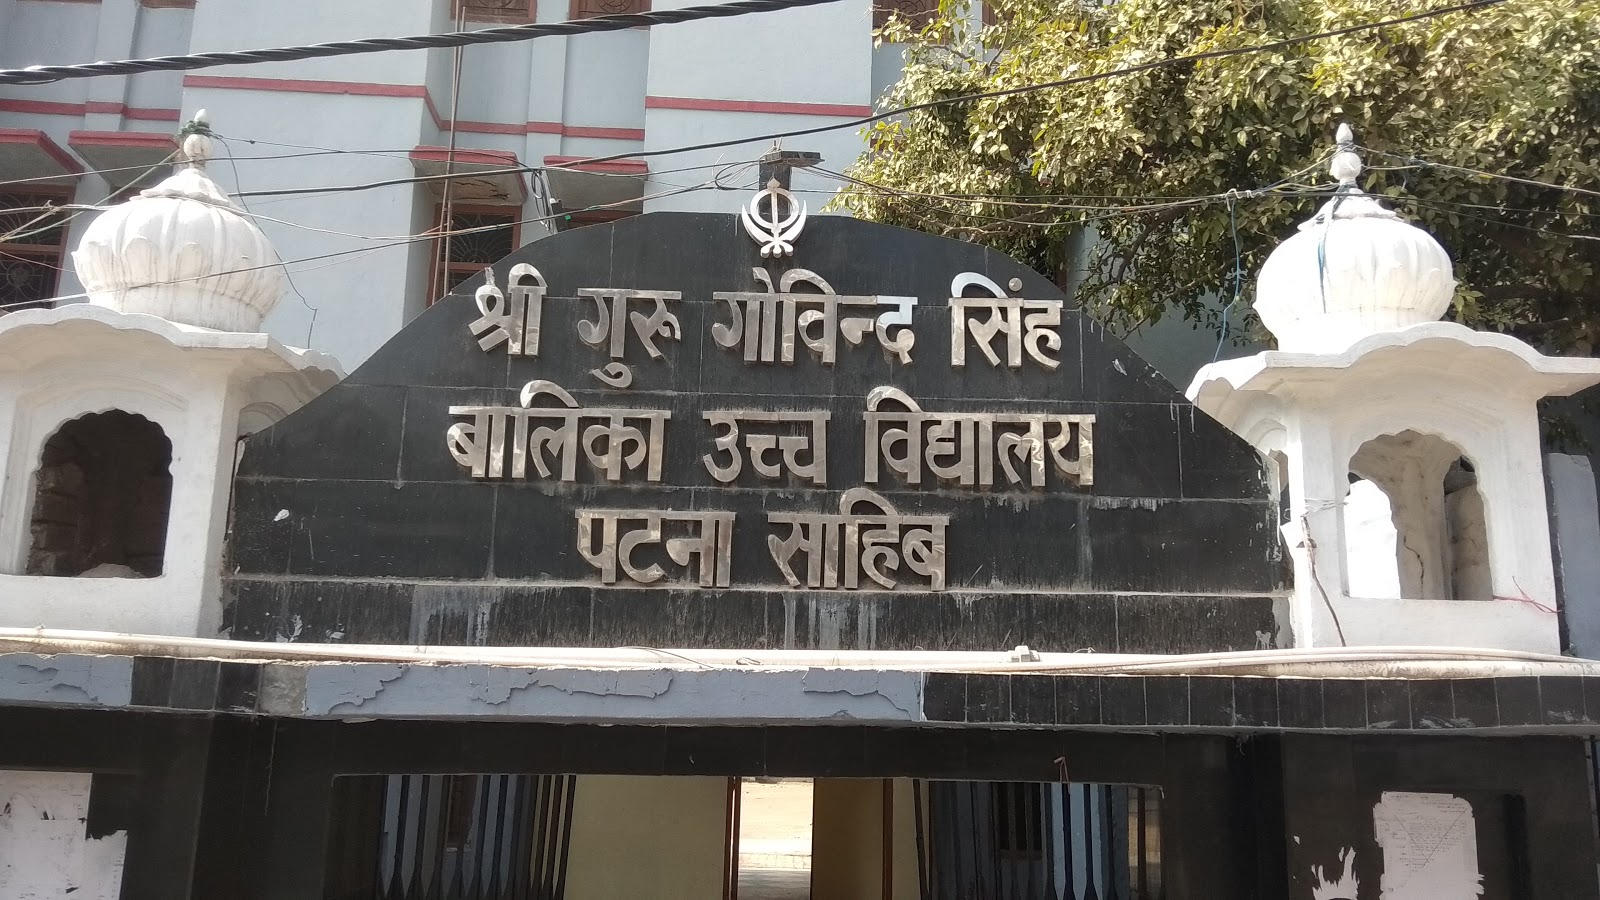 श्री गुरू गोविन्द सिंह
बालिका उच्च विद्यालय
पटना साहिब